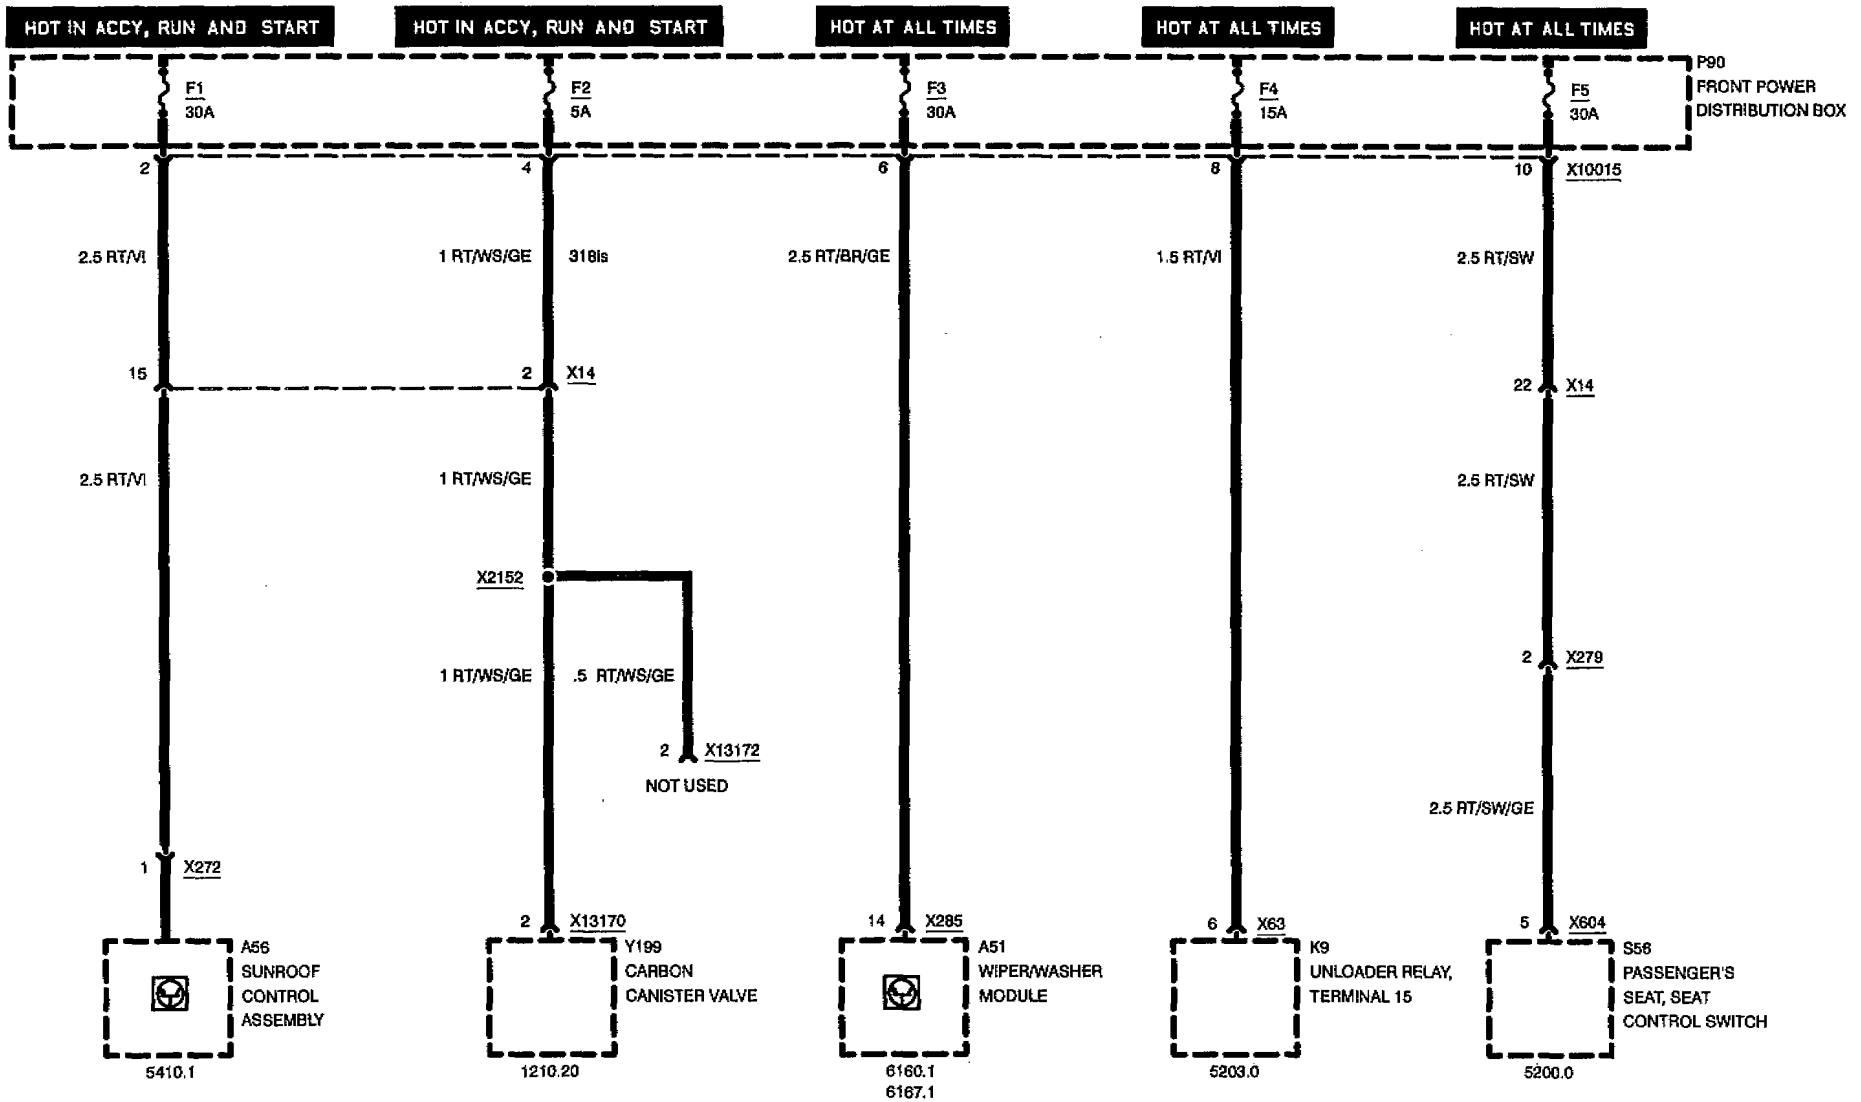 HOT IN ACCY, RUN AND START
HOT IN ACCY, RUN AND START
HOT AT ALL TIMES
HOT AT ALL TIMES
HOT AT ALL TIMES
F1
30A
F2
5A
F3
30A
F4
15A
F5
30A
P90
FRONT POWER
DISTRIBUTION BOX
2
4
6
8
10
X10015
2.5 RT/VI
1 RT/WS/GE
318is
2.5 RT/BR/GE
1.5 RT/VI
2.5 RT/SW
15
2
X14
22
X14
2.5 RT/VI
1 RT/WS/GE
2.5 RT/SW
X2152
1 RT/WS/GE
.5 RT/WS/GE
2
X279
2
X13172
NOT USED
2.5 RT/SW/GE
1
X272
2
X13170
14
X285
6
X63
5
X604
A56
SUNROOF
CONTROL
ASSEMBLY
Y199
CARBON
CANISTER VALVE
A51
WIPER/WASHER
MODULE
K9
UNLOADER RELAY,
TERMINAL 15
S56
PASSENGER'S
SEAT, SEAT
CONTROL SWITCH
5410.1
1210.20
6160.1
6167.1
5203.0
5200.0